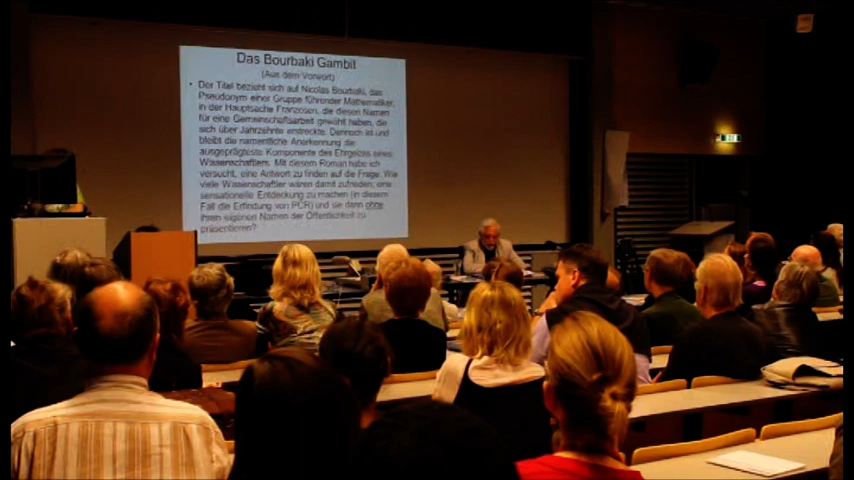 Das Bourbaki Gambit
(Aus dem Vorwort)
• Der Titel bezieht sich auf Nicolas Bourbaki, das
Pseudonym einer Gruppe führender Mathematiker,
in der Hauptsache Franzosen, die diesen Namen
für eine Gemeinschaftsarbeit gewählt haben, die
sich über Jahrzehnte erstreckte. Dennoch ist und
bleibt die namentliche Anerkennung die
ausgeprägteste Komponente des Ehrgeizes eines
Wissenschaftlers. Mit diesem Roman habe ich
versucht, eine Antwort zu finden auf die Frage: Wie
viele Wissenschaftler wären damit zufrieden, eine
sensationelle Entdeckung zu machen (in diesem
Fall die Erfindung von PCR) und sie dann ohne
ihren eigenen Namen der Öffentlichkeit zu
präsentieren?